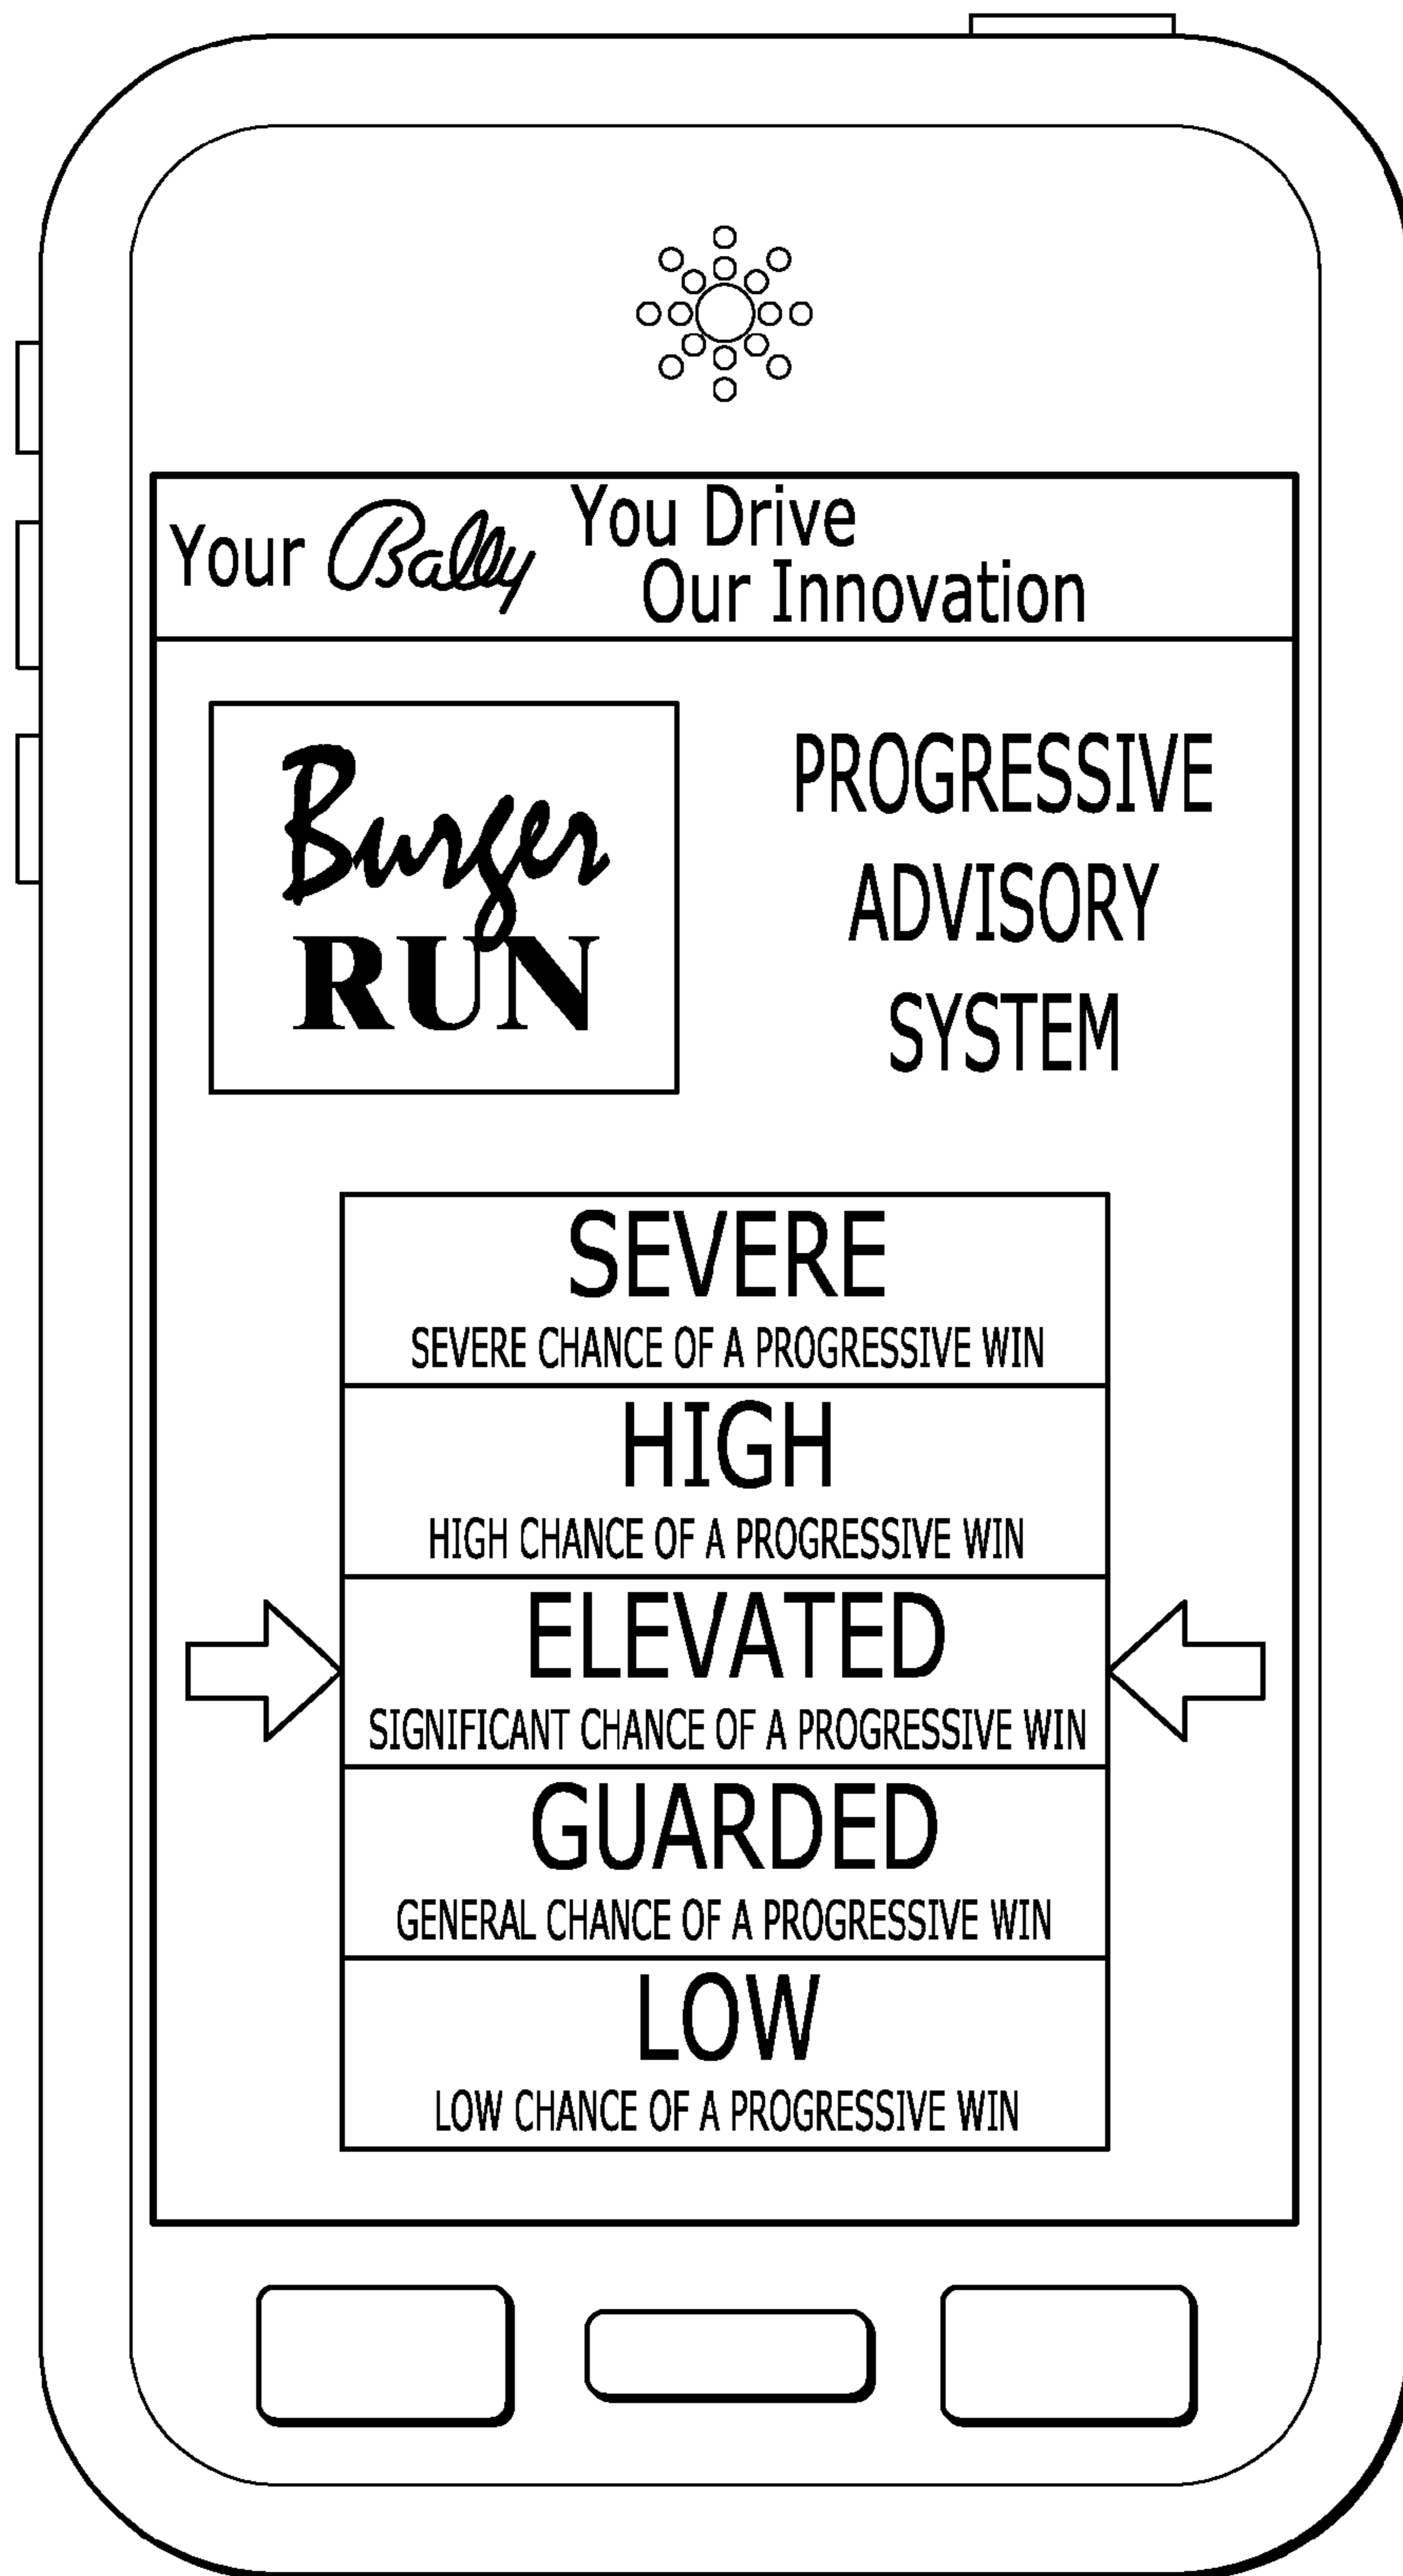 Your Bally You Drive
Our Innovation
Burger
RUN
PROGRESSIVE
ADVISORY
SYSTEM
SEVERE
SEVERE CHANCE OF A PROGRESSIVE WIN
HIGH
HIGH CHANCE OF A PROGRESSIVE WIN
ELEVATED
SIGNIFICANT CHANCE OF A PROGRESSIVE WIN
GUARDED
GENERAL CHANCE OF A PROGRESSIVE WIN
LOW
LOW CHANCE OF A PROGRESSIVE WIN